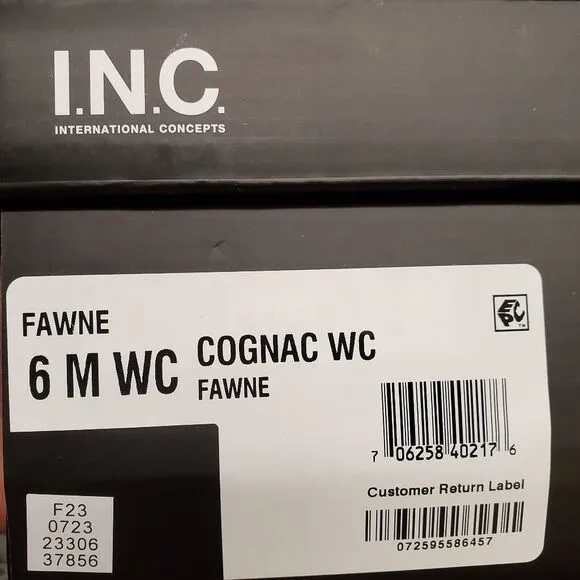 I.N.C.
INTERNATIONAL CONCEPTS
FAWNE
6 M WC
COGNAC WC
FAWNE
EPC™
7 06258 40217 6
Customer Return Label
072595586457
F23
0723
23306
37856